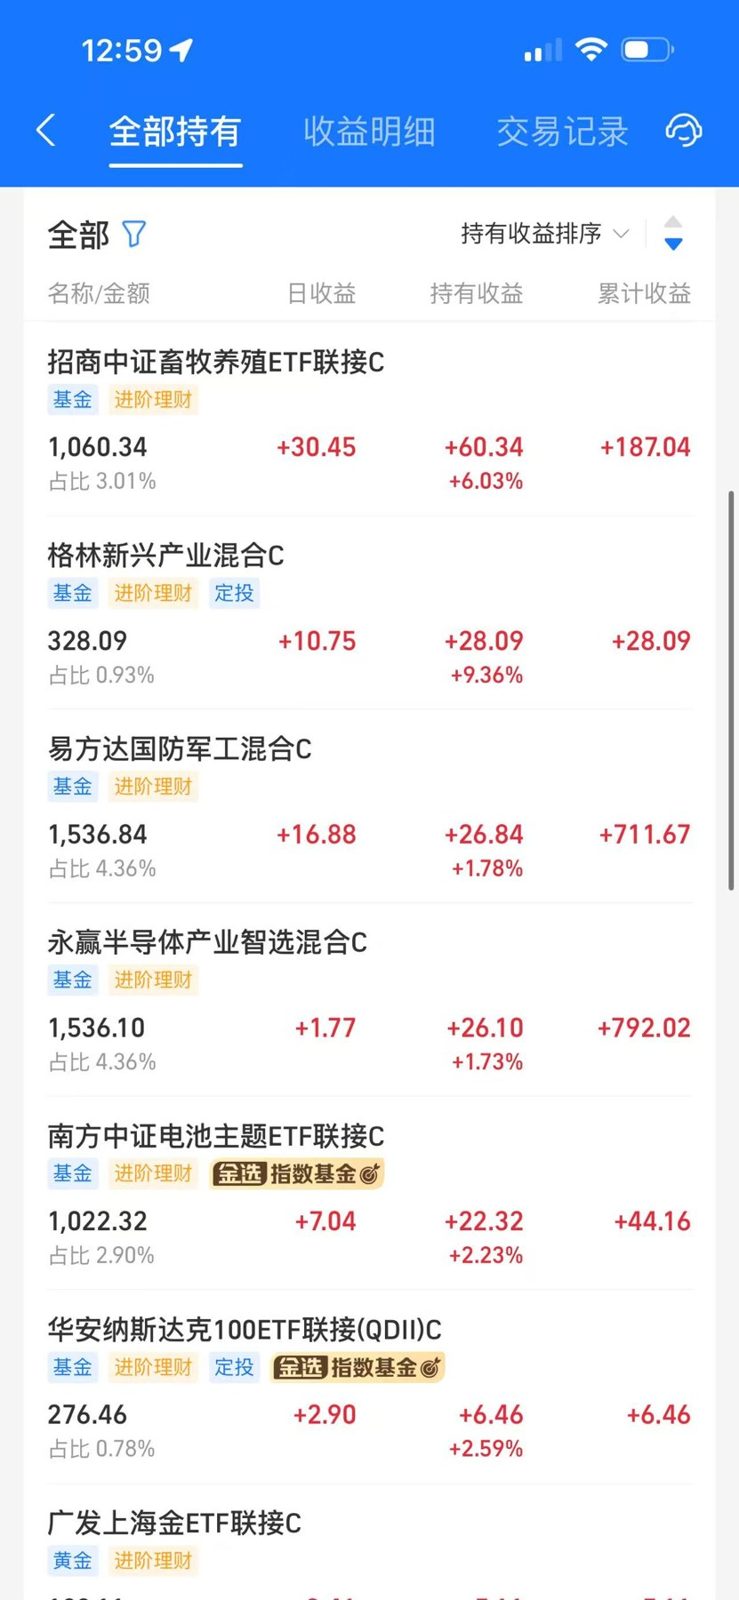 12:59
全部持有 收益明细 交易记录
全部 持有收益排序
名称/金额 日收益 持有收益 累计收益
招商中证畜牧养殖ETF联接C
基金 进阶理财
1,060.34 +30.45 +60.34 +187.04
占比 3.01% +6.03%
格林新兴产业混合C
基金 进阶理财 定投
328.09 +10.75 +28.09 +28.09
占比 0.93% +9.36%
易方达国防军工混合C
基金 进阶理财
1,536.84 +16.88 +26.84 +711.67
占比 4.36% +1.78%
永赢半导体产业智选混合C
基金 进阶理财
1,536.10 +1.77 +26.10 +792.02
占比 4.36% +1.73%
南方中证电池主题ETF联接C
基金 进阶理财 金选 指数基金
1,022.32 +7.04 +22.32 +44.16
占比 2.90% +2.23%
华安纳斯达克100ETF联接(QDII)C
基金 进阶理财 定投 金选 指数基金
276.46 +2.90 +6.46 +6.46
占比 0.78% +2.59%
广发上海金ETF联接C
黄金 进阶理财